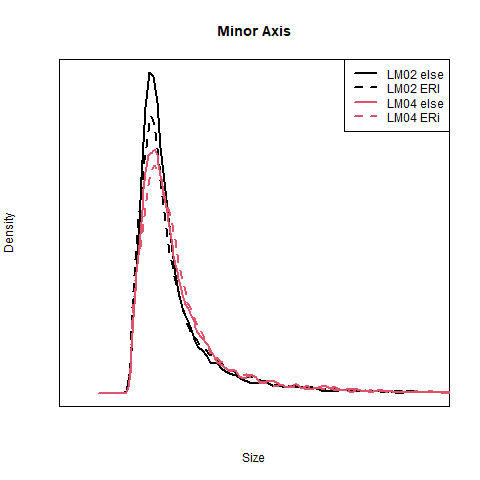 Minor Axis
LM02 else
LM02 ERI
LM04 else
LM04 ERi
Density
Size